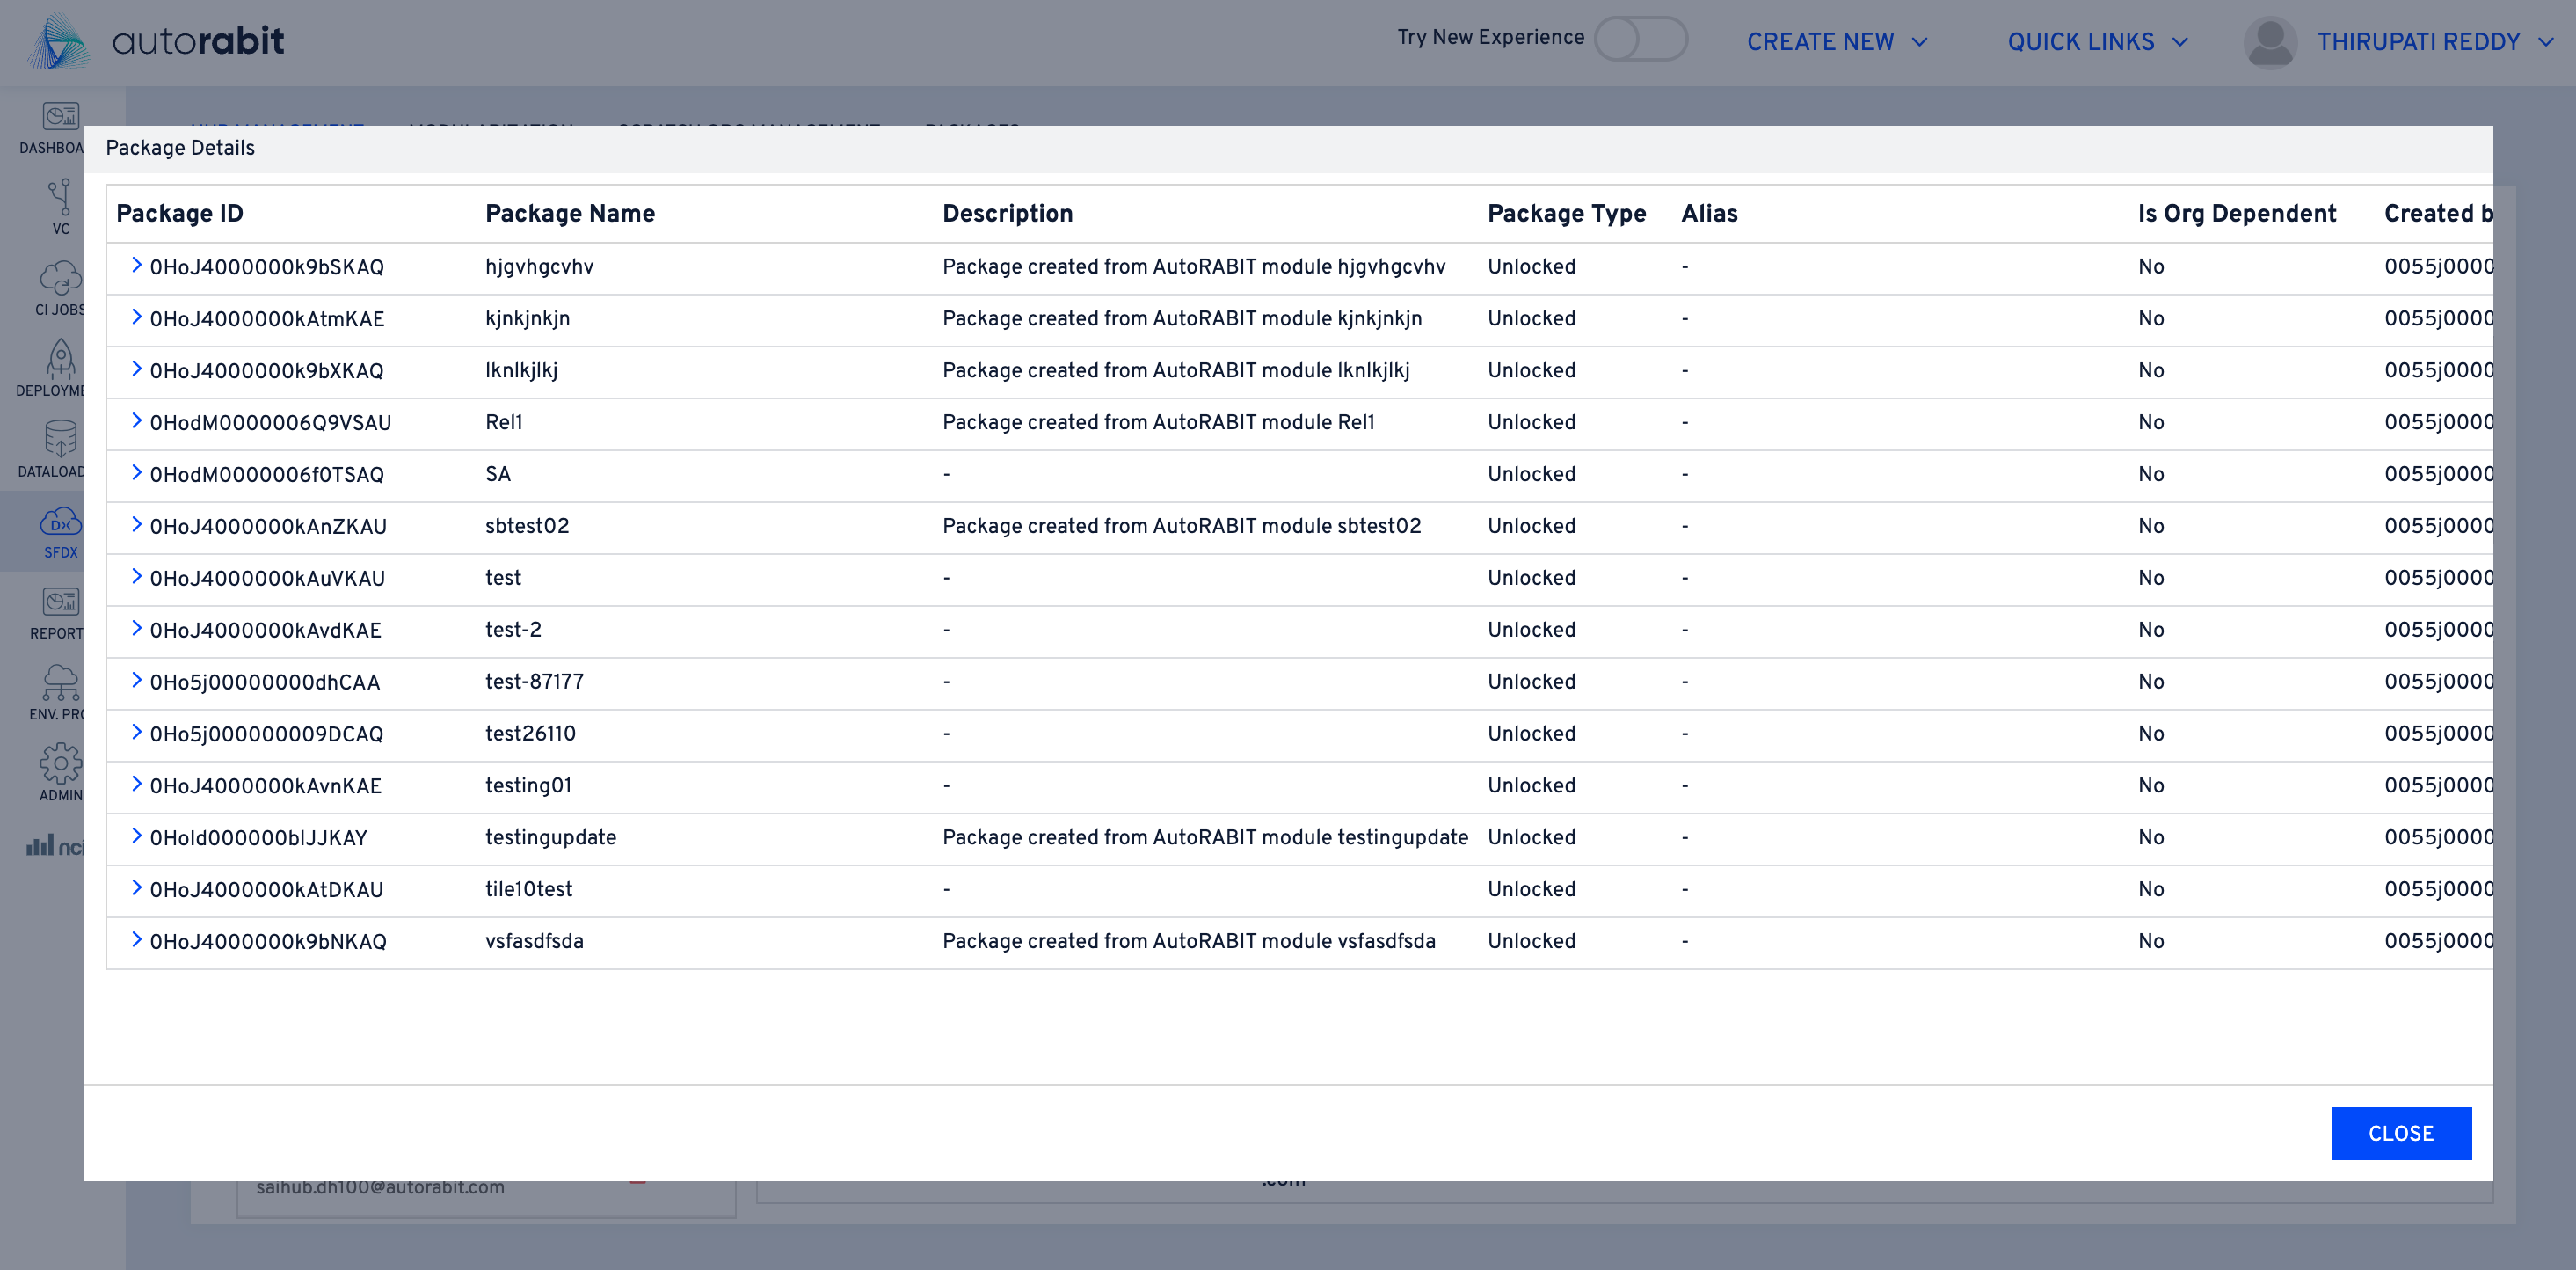 autorabit
Try New Experience
CREATE NEW
QUICK LINKS
THIRUPATI REDDY
Package Details
Package ID Package Name Description Package Type Alias Is Org Dependent Created b
0HoJ4000000k9bSKAQ hjgvhgcvhv Package created from AutoRABIT module hjgvhgcvhv Unlocked - No 0055j0000
0HoJ4000000kAtmKAE kjnkjnkjn Package created from AutoRABIT module kjnkjnkjn Unlocked - No 0055j0000
0HoJ4000000k9bXKAQ lknlkjlkj Package created from AutoRABIT module lknlkjlkj Unlocked - No 0055j0000
0HodM0000006Q9VSAU Rel1 Package created from AutoRABIT module Rel1 Unlocked - No 0055j0000
0HodM0000006f0TSAQ SA - Unlocked - No 0055j0000
0HoJ4000000kAnZKAU sbtest02 Package created from AutoRABIT module sbtest02 Unlocked - No 0055j0000
0HoJ4000000kAuVKAU test - Unlocked - No 0055j0000
0HoJ4000000kAvdKAE test-2 - Unlocked - No 0055j0000
0Ho5j00000000dhCAA test-87177 - Unlocked - No 0055j0000
0Ho5j000000009DCAQ test26110 - Unlocked - No 0055j0000
0HoJ4000000kAvnKAE testing01 - Unlocked - No 0055j0000
0HoId000000blJJKAY testingupdate Package created from AutoRABIT module testingupdate Unlocked - No 0055j0000
0HoJ4000000kAtDKAU tile10test - Unlocked - No 0055j0000
0HoJ4000000k9bNKAQ vsfasdfsda Package created from AutoRABIT module vsfasdfsda Unlocked - No 0055j0000
CLOSE
DASHBOA
VC
CI JOBS
DEPLOYME
DATALOAD
DX
SFDX
REPORT
ENV. PRO
ADMIN
nci
saihub.dh100@autorabit.com
.com